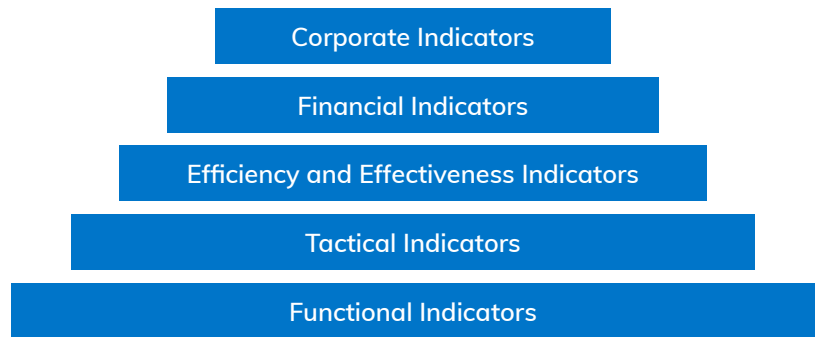 Corporate Indicators
Financial Indicators
Efficiency and Effectiveness Indicators
Tactical Indicators
Functional Indicators